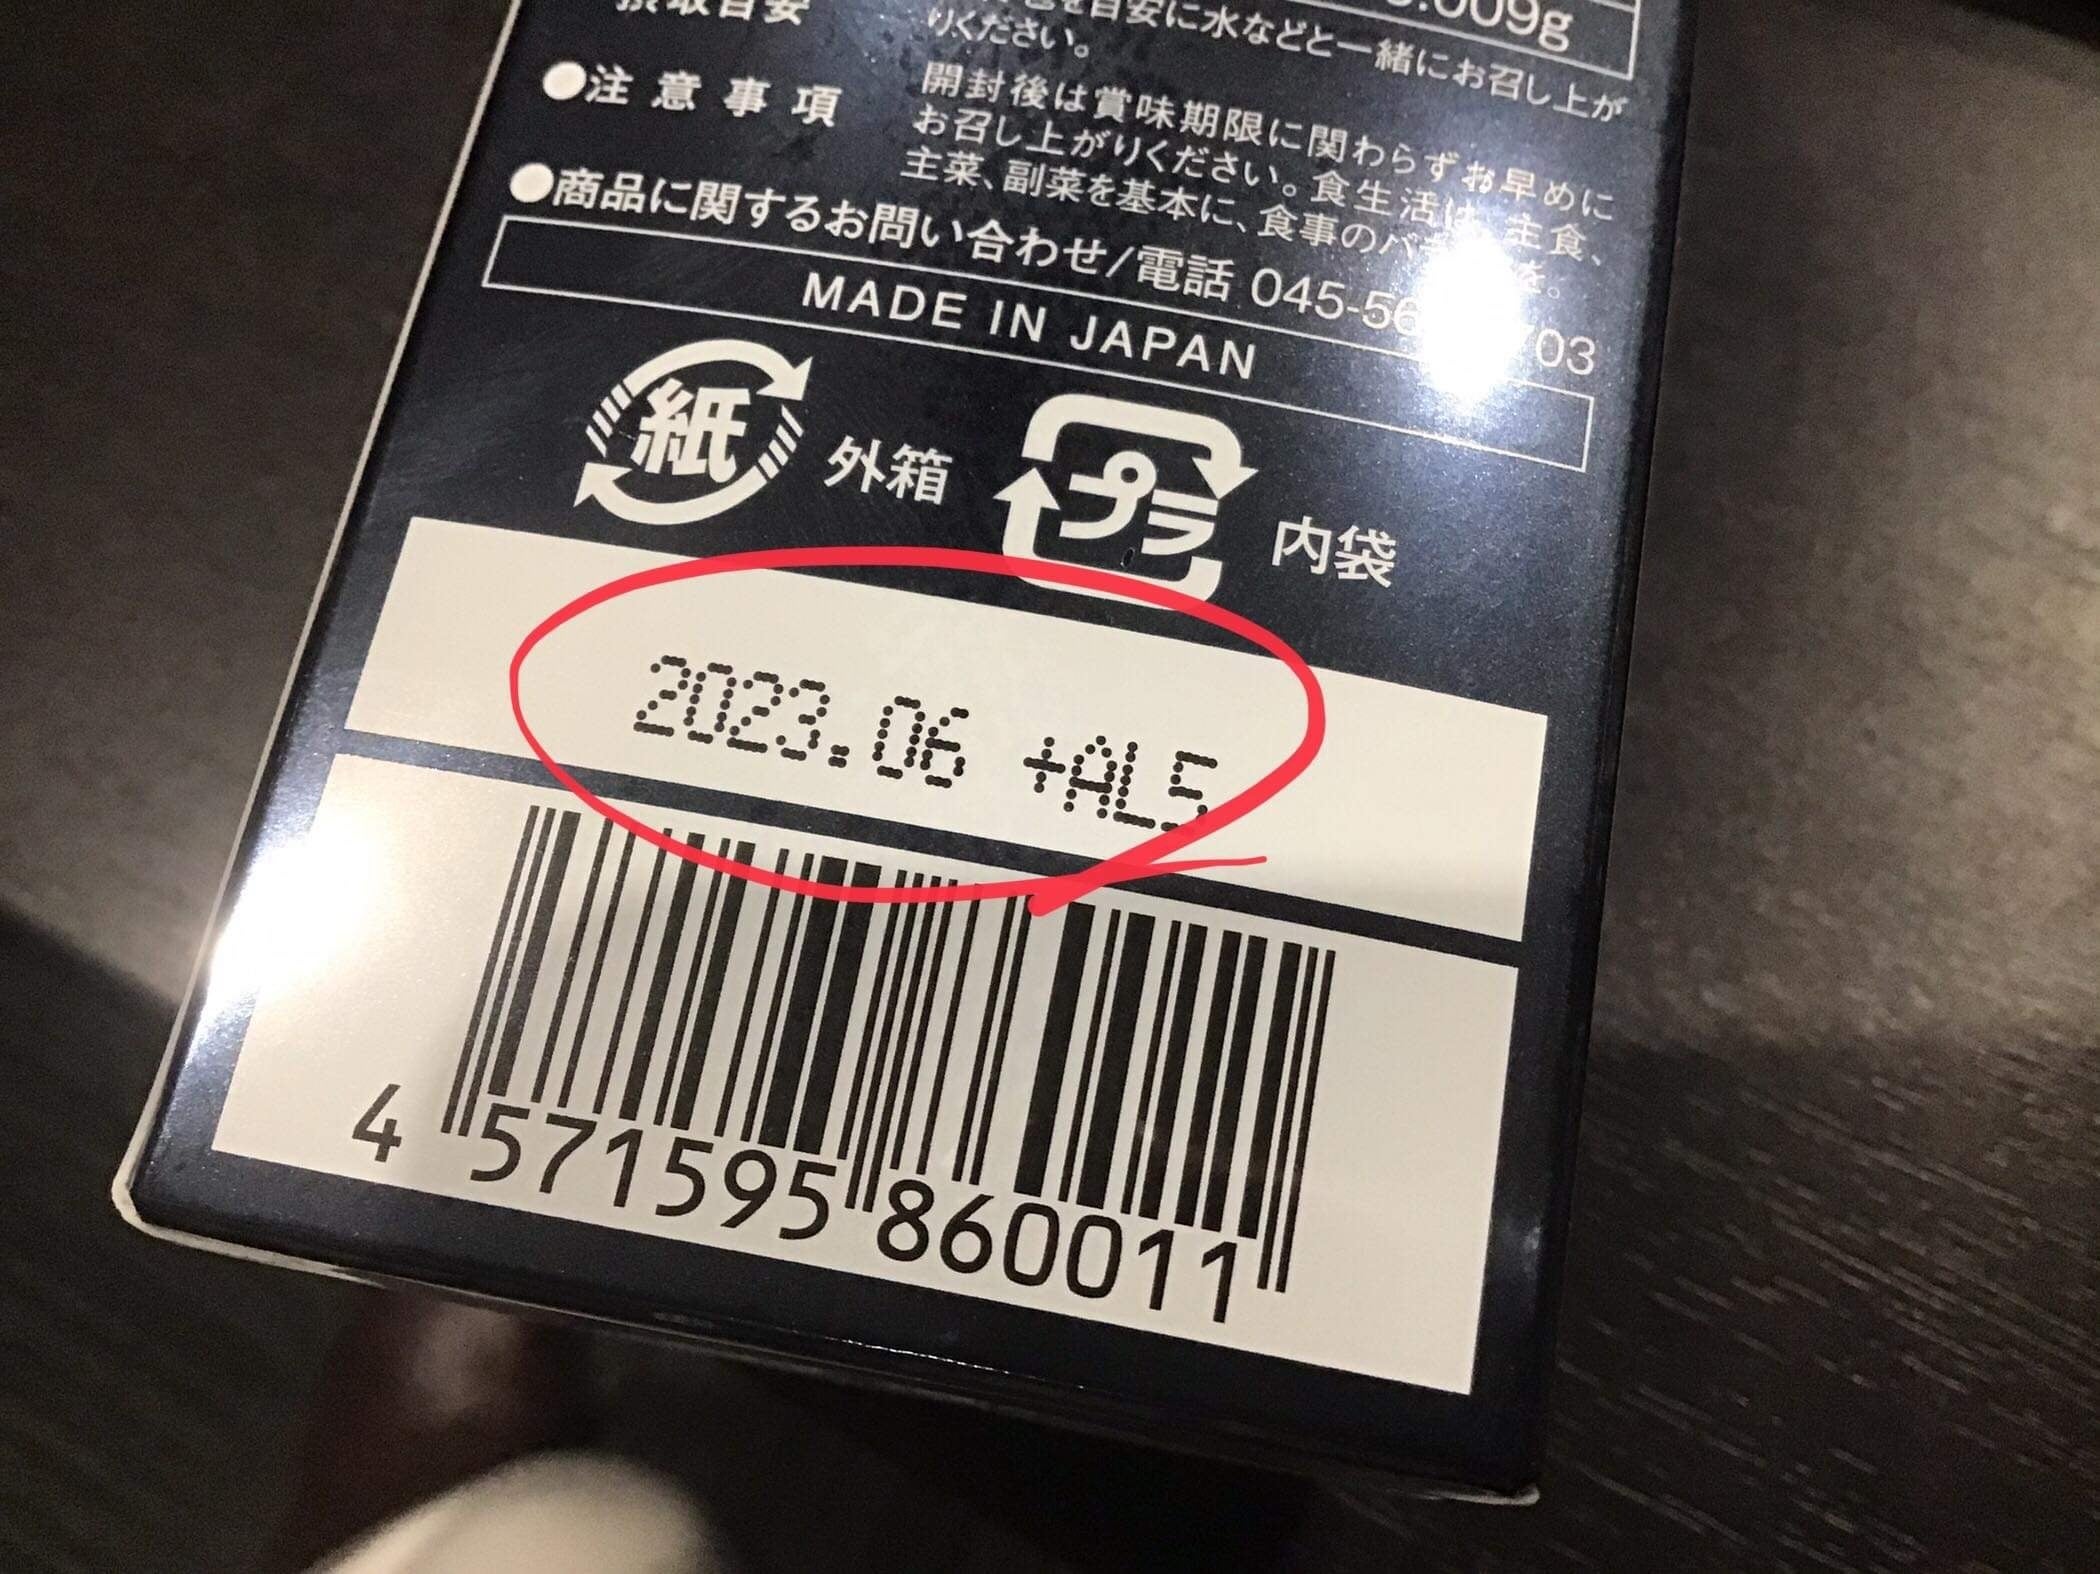 摂取目安
を目安に水などと一緒にお召し上が
りください。
●注意事項
開封後は賞味期限に関わらずお早めに
お召し上がりください。食生活は、主食、
主菜、副菜を基本に、食事のバ
を。
●商品に関するお問い合わせ/電話 045-56
703
MADE IN JAPAN
紙 外箱 プラ 内袋
2023.06 +AL5
4 571595 860011